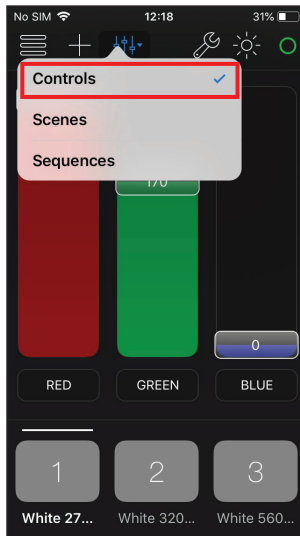 No SIM 12:18 31%
Controls
Scenes
Sequences
170
0
RED GREEN BLUE
1 2 3
White 27... White 320... White 560...